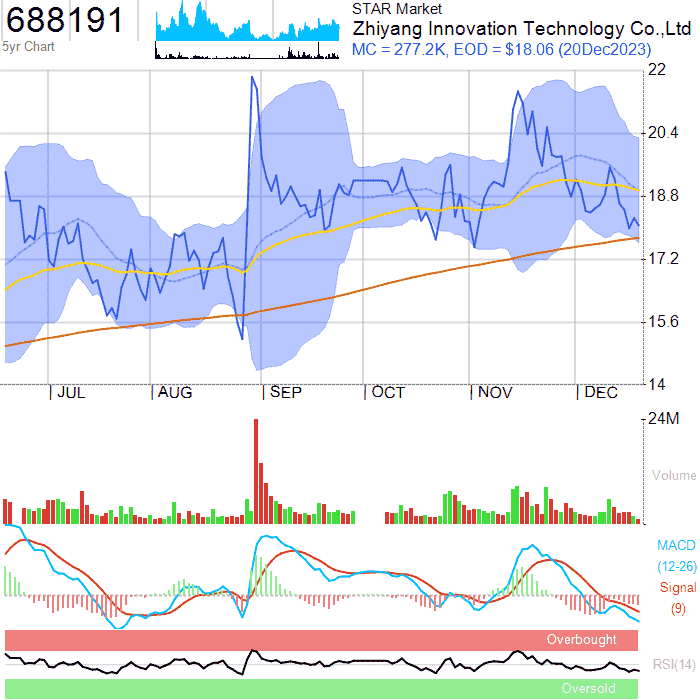 688191
5yr Chart
STAR Market
Zhiyang Innovation Technology Co.,Ltd
MC = 277.2K, EOD = $18.06 (20Dec2023)
22
20.4
18.8
17.2
15.6
14
JUL AUG SEP OCT NOV DEC
24M
Volume
MACD
(12-26)
Signal
(9)
Overbought
RSI(14)
Oversold